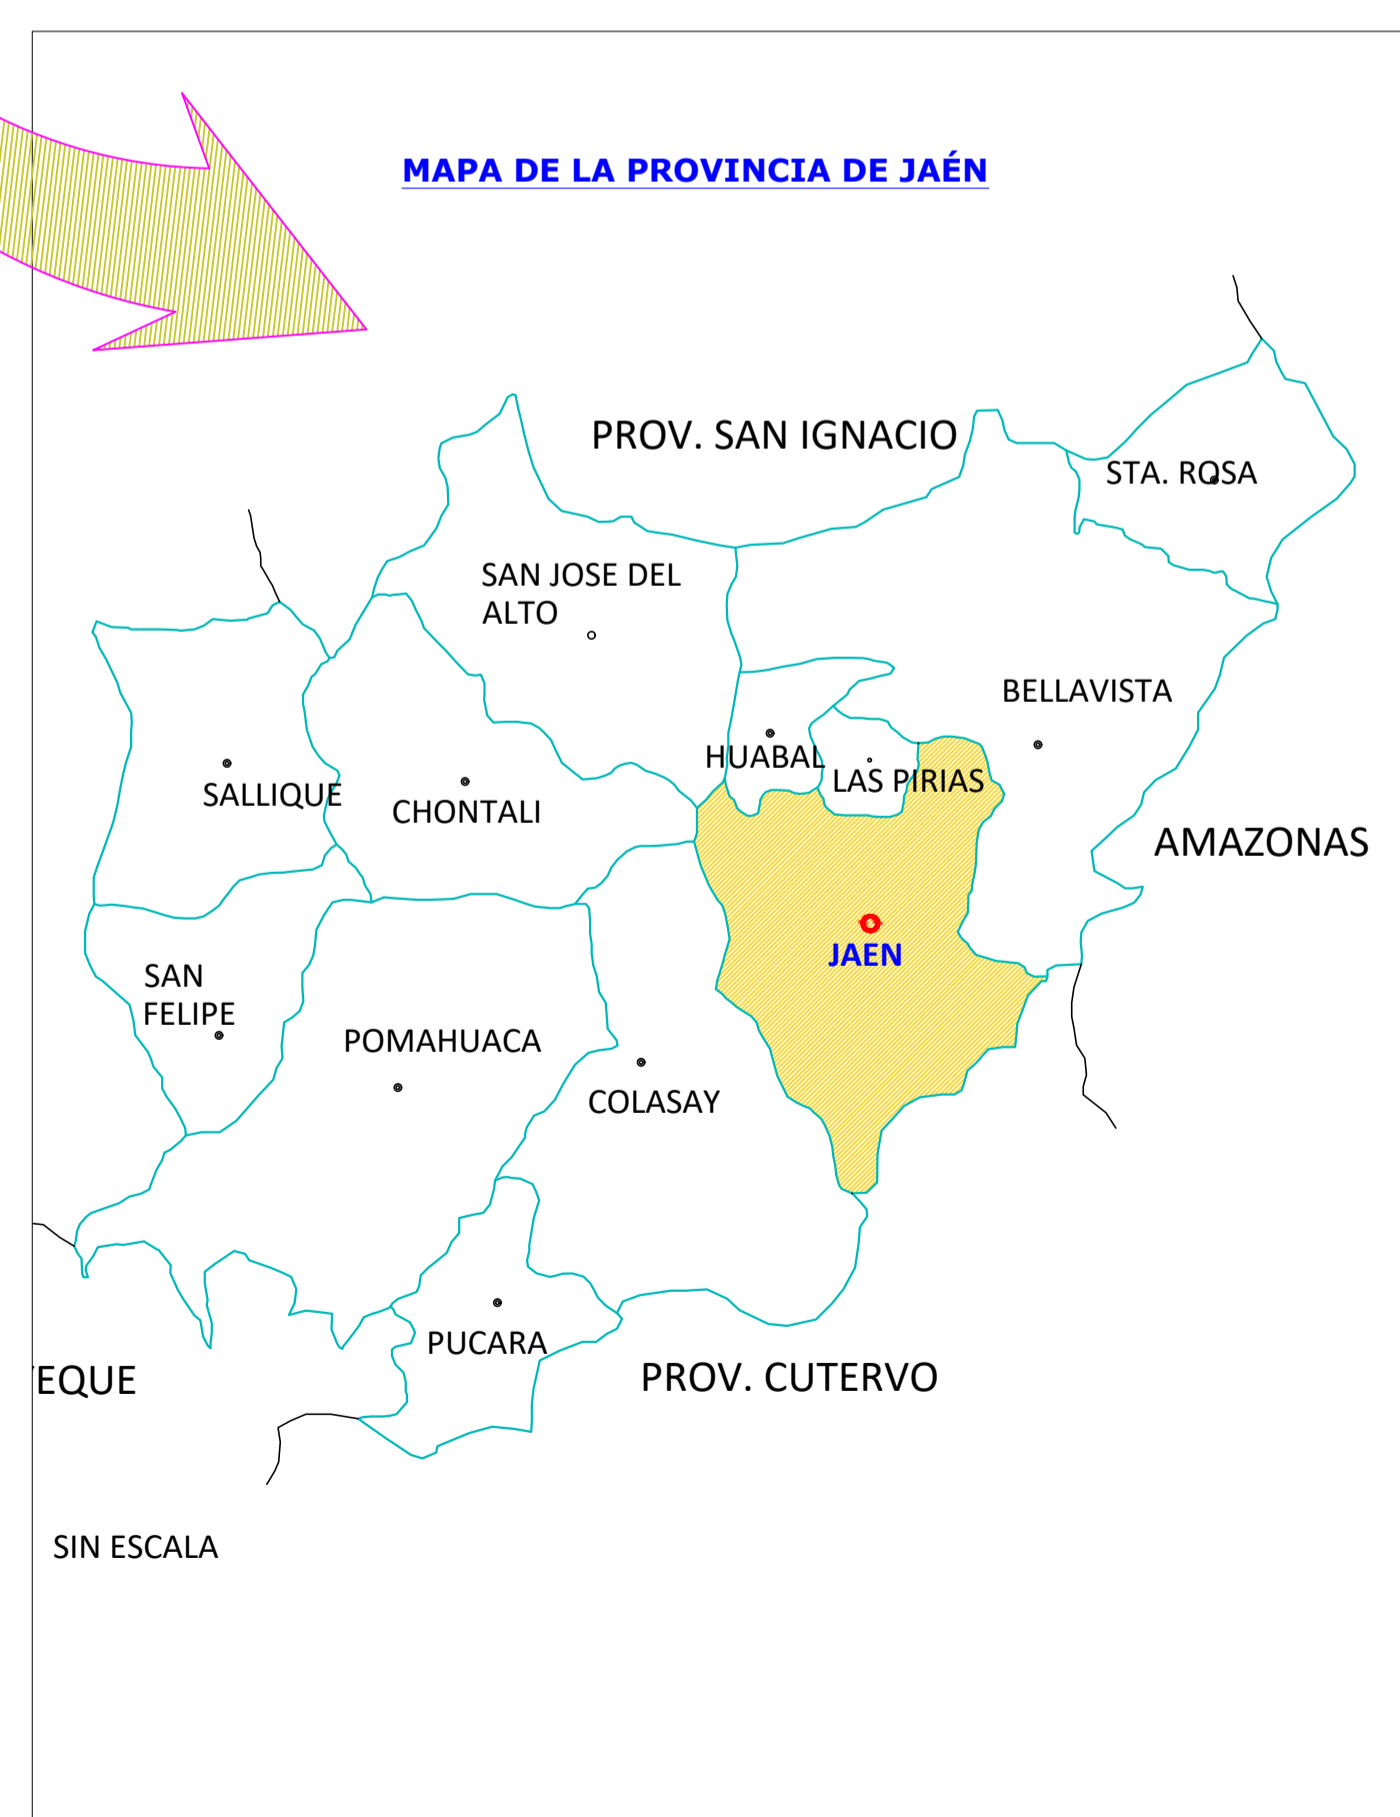 MAPA DE LA PROVINCIA DE JAÉN
PROV. SAN IGNACIO
STA. ROSA
SAN JOSE DEL
ALTO
BELLAVISTA
HUABAL
LAS PIRIAS
SALLIQUE
CHONTALI
AMAZONAS
JAEN
SAN
FELIPE
POMAHUACA
COLASAY
PUCARA
EQUE
PROV. CUTERVO
SIN ESCALA